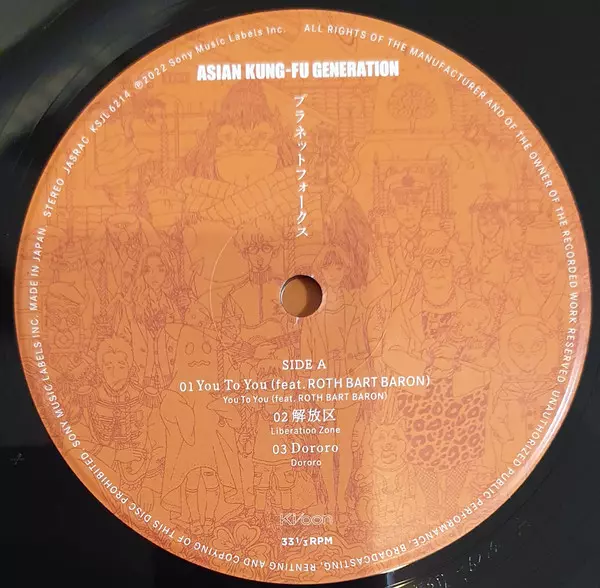 ASIAN KUNG-FU GENERATION
プラネットフォークス
SIDE A
01 You To You (feat. ROTH BART BARON)
You To You (feat. ROTH BART BARON)
02 解放区
Liberation Zone
03 Dororo
Dororo
Ki/oon
33 1/3 RPM
SONY MUSIC LABELS INC. MADE IN JAPAN STEREO JASRAC KSJL 6214 ℗2022 Sony Music Labels Inc. ALL RIGHTS OF THE MANUFACTURER AND OF THE OWNER OF THE RECORDED WORK RESERVED UNAUTHORIZED PUBLIC PERFORMANCE, BROADCASTING, RENTING AND COPYING OF THIS DISC PROHIBITED